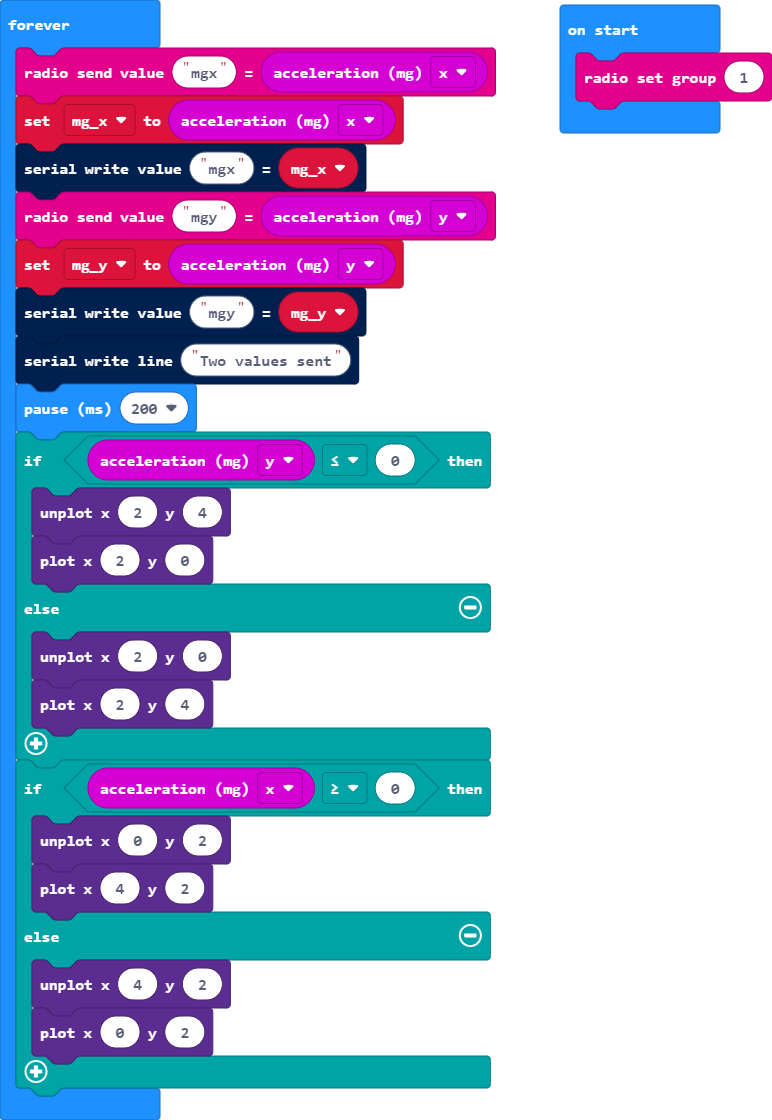 forever
radio send value "mgx" = acceleration (mg) x
set mg_x to acceleration (mg) x
serial write value "mgx" = mg_x
radio send value "mgy" = acceleration (mg) y
set mg_y to acceleration (mg) y
serial write value "mgy" = mg_y
serial write line "Two values sent"
pause (ms) 200
if acceleration (mg) y ≤ 0 then
unplot x 2 y 4
plot x 2 y 0
else
unplot x 2 y 0
plot x 2 y 4
if acceleration (mg) x ≥ 0 then
unplot x 0 y 2
plot x 4 y 2
else
unplot x 4 y 2
plot x 0 y 2
on start
radio set group 1